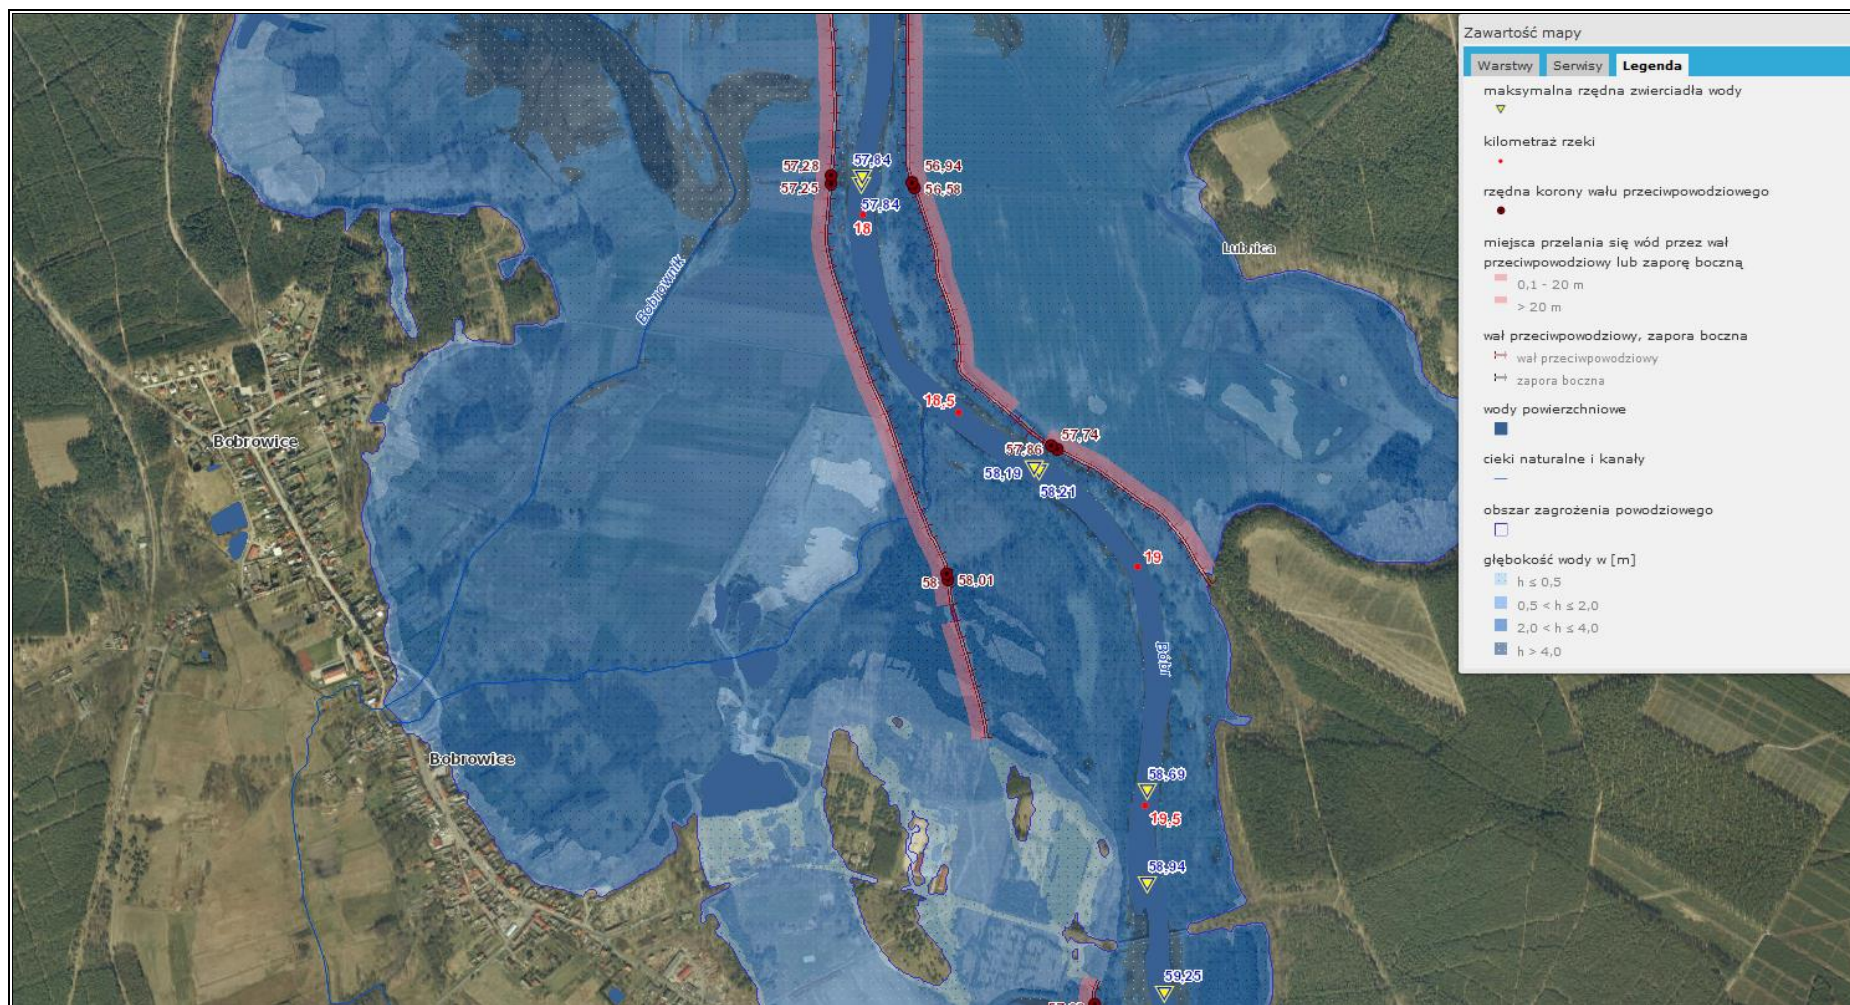 Zawartość mapy
Warstwy Serwisy Legenda
maksymalna rzędna zwierciadła wody
kilometraż rzeki
rzędna korony wału przeciwpowodziowego
miejsca przelania się wód przez wał
przeciwpowodziowy lub zaporę boczną
0,1 - 20 m
> 20 m
wał przeciwpowodziowy, zapora boczna
wał przeciwpowodziowy
zapora boczna
wody powierzchniowe
cieki naturalne i kanały
obszar zagrożenia powodziowego
głębokość wody w [m]
h ≤ 0,5
0,5 < h ≤ 2,0
2,0 < h ≤ 4,0
h > 4,0
57,84
57,28
56,94
57,25
56,58
57,84
18
Lubnica
Bobrownik
18,5
57,74
Bobrowice
57,86
58,19
58,21
19
58
58,01
Bóbr
Bobrowice
58,69
19,5
58,94
59,25